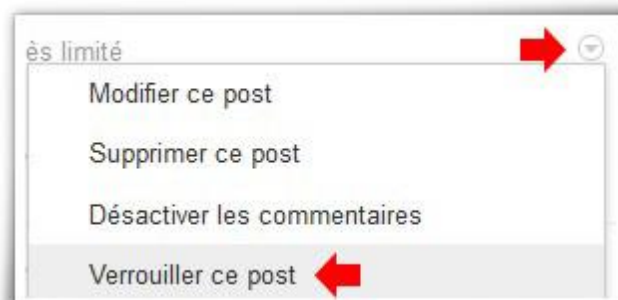 ès limité
Modifier ce post
Supprimer ce post
Désactiver les commentaires
Verrouiller ce post